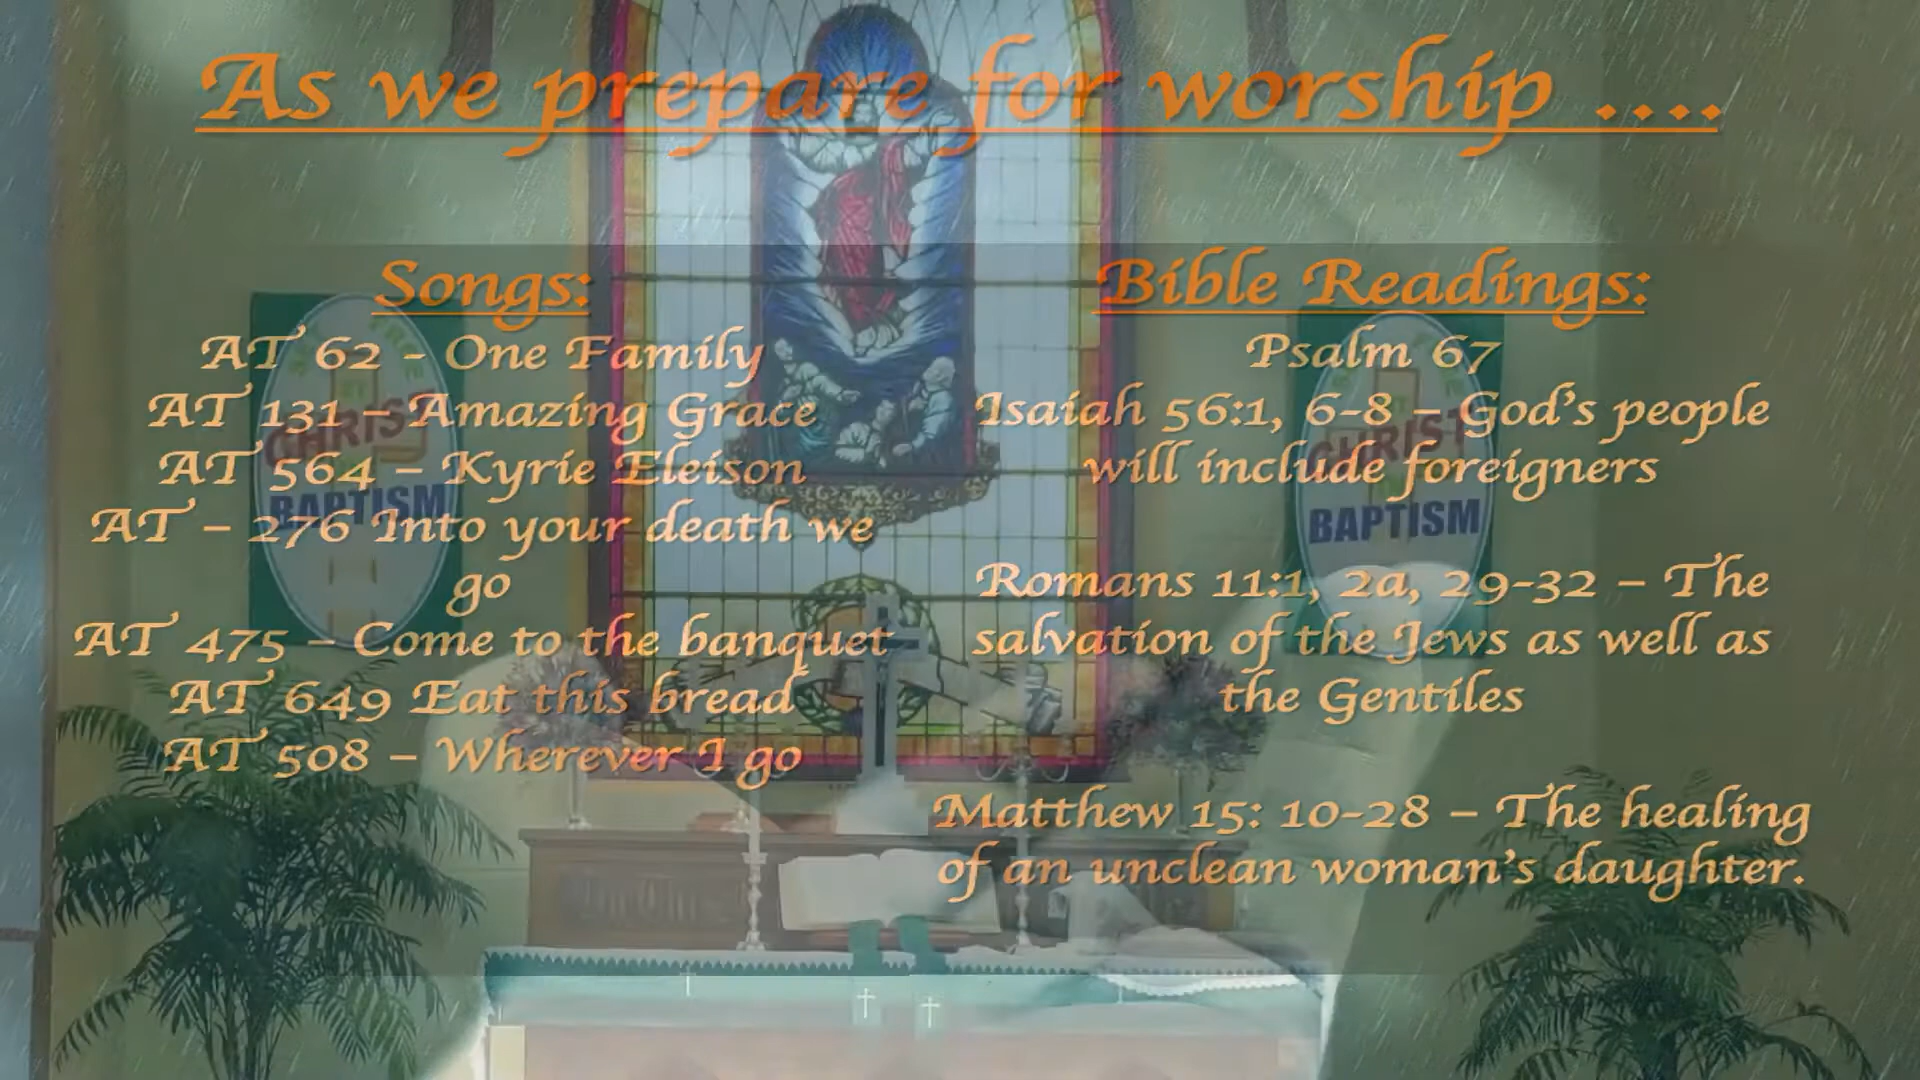 As we prepare for worship ....
Songs:
AT 62 - One Family
AT 131 – Amazing Grace
AT 564 – Kyrie Eleison
AT – 276 Into your death we
go
AT 475 – Come to the banquet
AT 649 Eat this bread
AT 508 – Wherever I go
Bible Readings:
Psalm 67
Isaiah 56:1, 6-8 – God's people
will include foreigners
Romans 11:1, 2a, 29-32 – The
salvation of the Jews as well as
the Gentiles
Matthew 15: 10-28 – The healing
of an unclean woman's daughter.
CHRIST
BAPTISM
CHRIST
BAPTISM